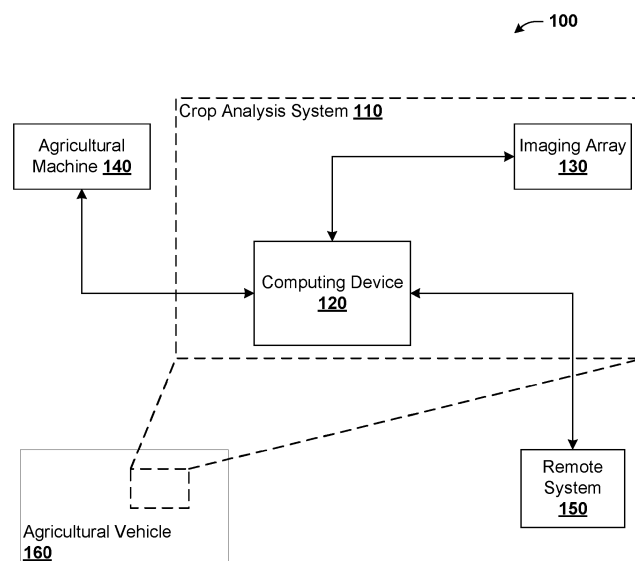 100
Crop Analysis System 110
Agricultural
Machine 140
Imaging Array
130
Computing Device
120
Remote
System
150
Agricultural Vehicle
160